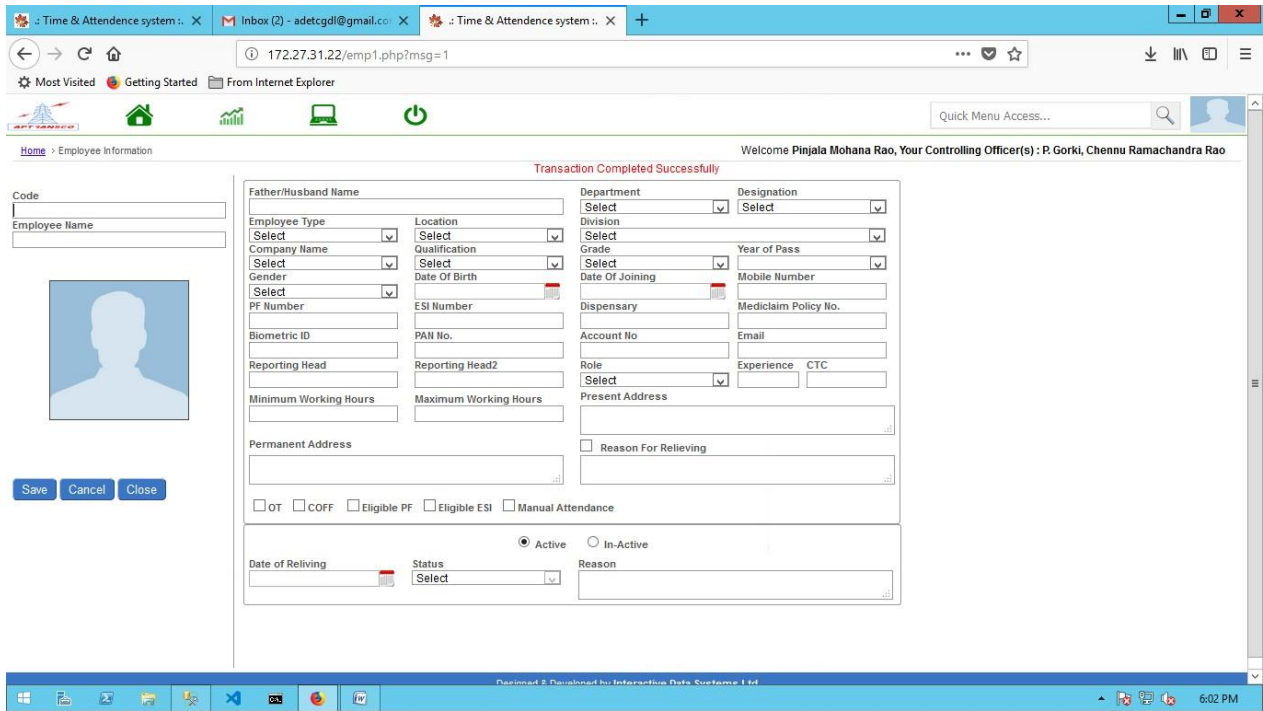 .: Time & Attendence system :. X
Inbox (2) - adetcgdl@gmail.co X
.: Time & Attendence system :. X
172.27.31.22/emp1.php?msg=1
Most Visited Getting Started From Internet Explorer
APTRANSCO
Quick Menu Access...
Home > Employee Information
Welcome Pinjala Mohana Rao, Your Controlling Officer(s) : P. Gorki, Chennu Ramachandra Rao
Transaction Completed Successfully
Code
Employee Name
Save Cancel Close
Father/Husband Name Department Designation
Select Select
Employee Type Location Division
Select Select Select
Company Name Qualification Grade Year of Pass
Select Select Select
Gender Date Of Birth Date Of Joining Mobile Number
Select
PF Number ESI Number Dispensary Mediclaim Policy No.
Biometric ID PAN No. Account No Email
Reporting Head Reporting Head2 Role Experience CTC
Select
Minimum Working Hours Maximum Working Hours Present Address
Permanent Address Reason For Relieving
OT COFF Eligible PF Eligible ESI Manual Attendance
Active In-Active
Date of Reliving Status Reason
Select
Designed & Developed by Interactive Data Systems Ltd
6:02 PM